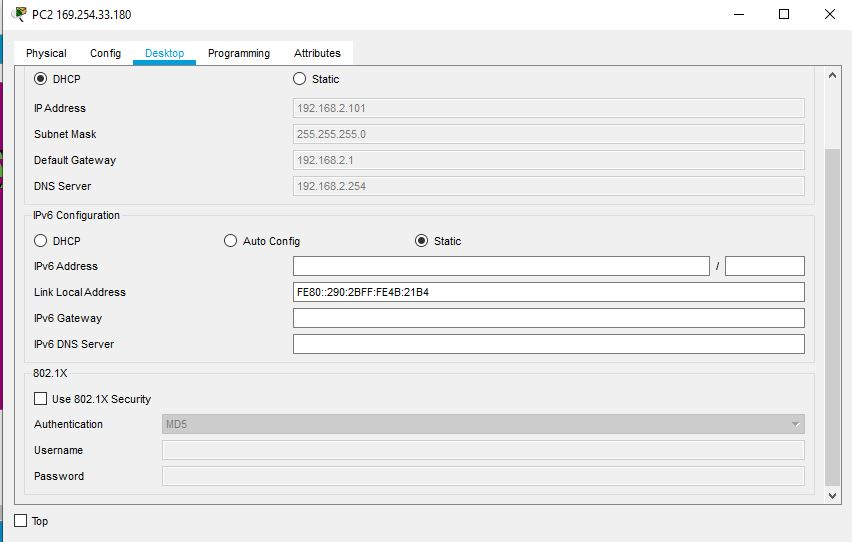 PC2 169.254.33.180
Physical Config Desktop Programming Attributes
DHCP Static
IP Address 192.168.2.101
Subnet Mask 255.255.255.0
Default Gateway 192.168.2.1
DNS Server 192.168.2.254
IPv6 Configuration
DHCP Auto Config Static
IPv6 Address /
Link Local Address FE80::290:2BFF:FE4B:21B4
IPv6 Gateway
IPv6 DNS Server
802.1X
Use 802.1X Security
Authentication MD5
Username
Password
Top